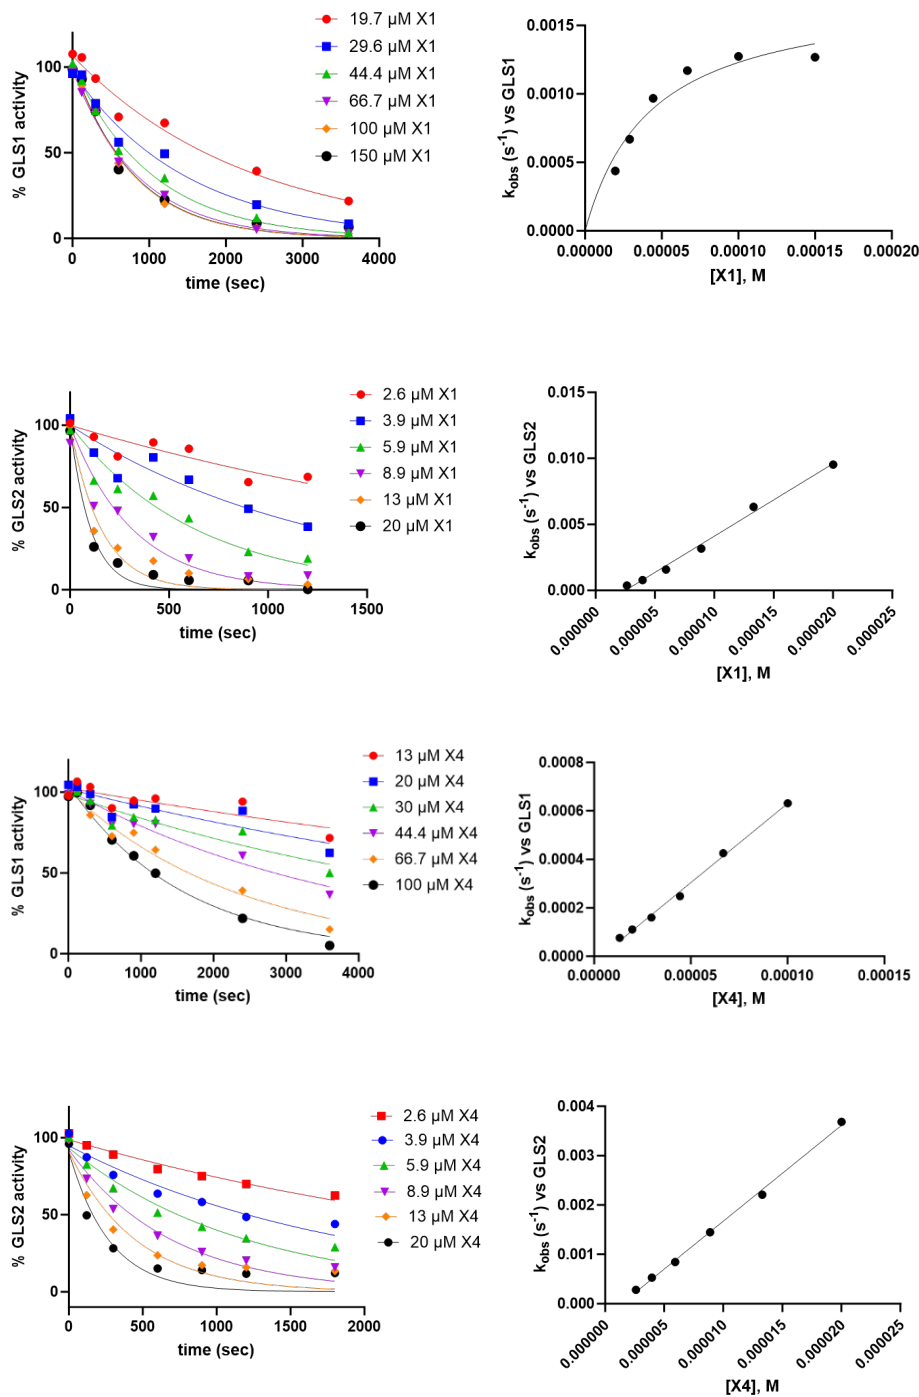 19.7 µM X1
29.6 µM X1
44.4 µM X1
66.7 µM X1
100 µM X1
150 µM X1
% GLS1 activity
100
50
0
0 1000 2000 3000 4000
time (sec)
kobs (s⁻¹) vs GLS1
0.0015
0.0010
0.0005
0.0000
0.00000 0.00005 0.00010 0.00015 0.00020
[X1], M
2.6 µM X1
3.9 µM X1
5.9 µM X1
8.9 µM X1
13 µM X1
20 µM X1
% GLS2 activity
100
50
0
0 500 1000 1500
time (sec)
kobs (s⁻¹) vs GLS2
0.015
0.010
0.005
0.000
0.000000 0.000005 0.000010 0.000015 0.000020 0.000025
[X1], M
13 µM X4
20 µM X4
30 µM X4
44.4 µM X4
66.7 µM X4
100 µM X4
% GLS1 activity
100
50
0
0 1000 2000 3000 4000
time (sec)
kobs (s⁻¹) vs GLS1
0.0008
0.0006
0.0004
0.0002
0.0000
0.00000 0.00005 0.00010 0.00015
[X4], M
2.6 µM X4
3.9 µM X4
5.9 µM X4
8.9 µM X4
13 µM X4
20 µM X4
% GLS2 activity
100
50
0
0 500 1000 1500 2000
time (sec)
kobs (s⁻¹) vs GLS2
0.004
0.003
0.002
0.001
0.000
0.000000 0.000005 0.000010 0.000015 0.000020 0.000025
[X4], M